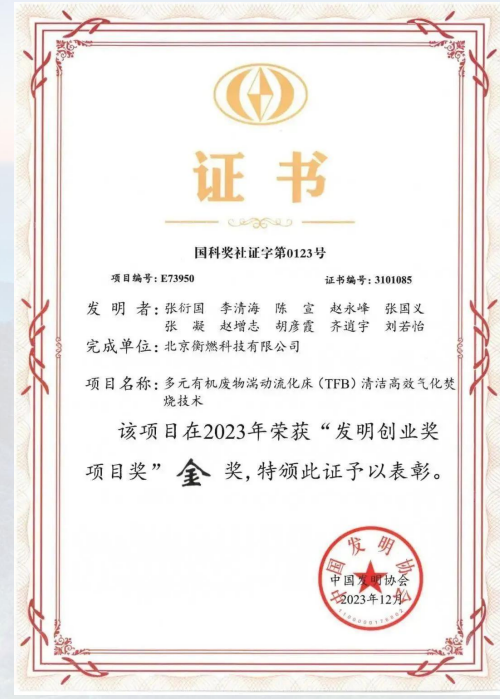 证书
国科奖社证字第0123号
项目编号: E73950 证书编号: 3101085
发 明 者: 张衍国 李清海 陈 宣 赵永峰 张国义
张 凝 赵增志 胡彦霞 齐逍宇 刘若怡
完成单位: 北京衡燃科技有限公司
项目名称: 多元有机废物湍动流化床（TFB）清洁高效气化焚
烧技术
该项目在2023年荣获“发明创业奖
项目奖” 金 奖, 特颁此证予以表彰。
中国发明协会
中国发明协会
2023年12月